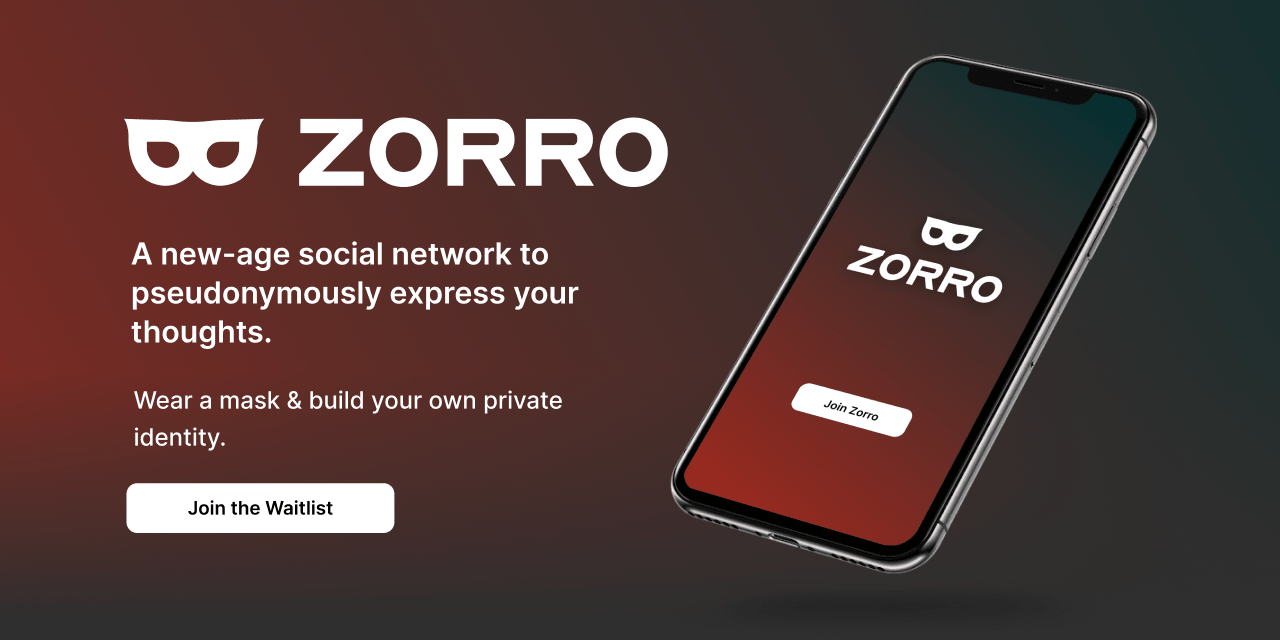 ZORRO
A new-age social network to
pseudonymously express your
thoughts.
Wear a mask & build your own private
identity.
Join the Waitlist
ZORRO
Join Zorro